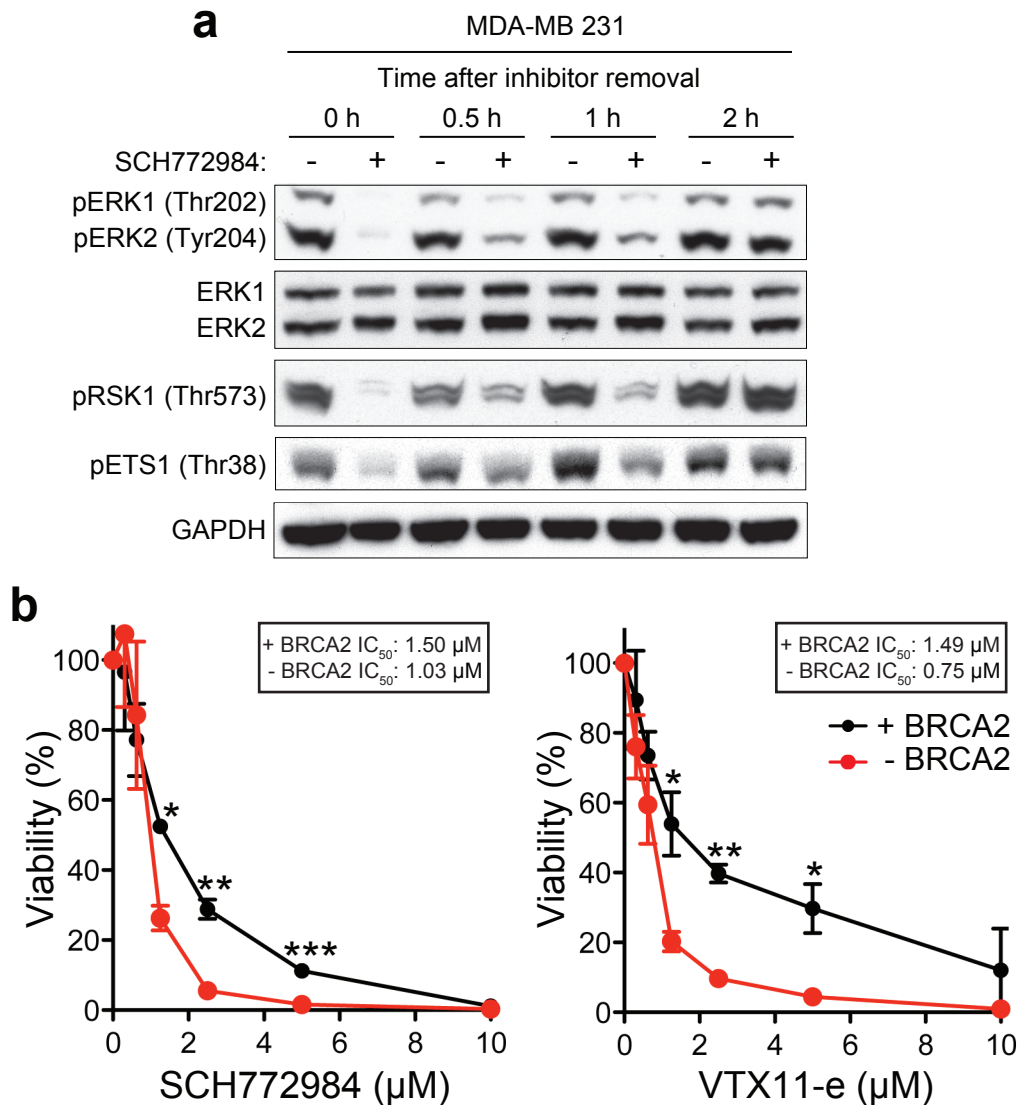 a
MDA-MB 231
Time after inhibitor removal
0 h 0.5 h 1 h 2 h
SCH772984: - + - + - + - +
pERK1 (Thr202)
pERK2 (Tyr204)
ERK1
ERK2
pRSK1 (Thr573)
pETS1 (Thr38)
GAPDH
b
+ BRCA2 IC50: 1.50 µM
- BRCA2 IC50: 1.03 µM
Viability (%)
100
80
60
40
20
0
*
**
***
0 2 4 6 8 10
SCH772984 (µM)
+ BRCA2 IC50: 1.49 µM
- BRCA2 IC50: 0.75 µM
+ BRCA2
- BRCA2
Viability (%)
100
80
60
40
20
0
*
**
*
0 2 4 6 8 10
VTX11-e (µM)